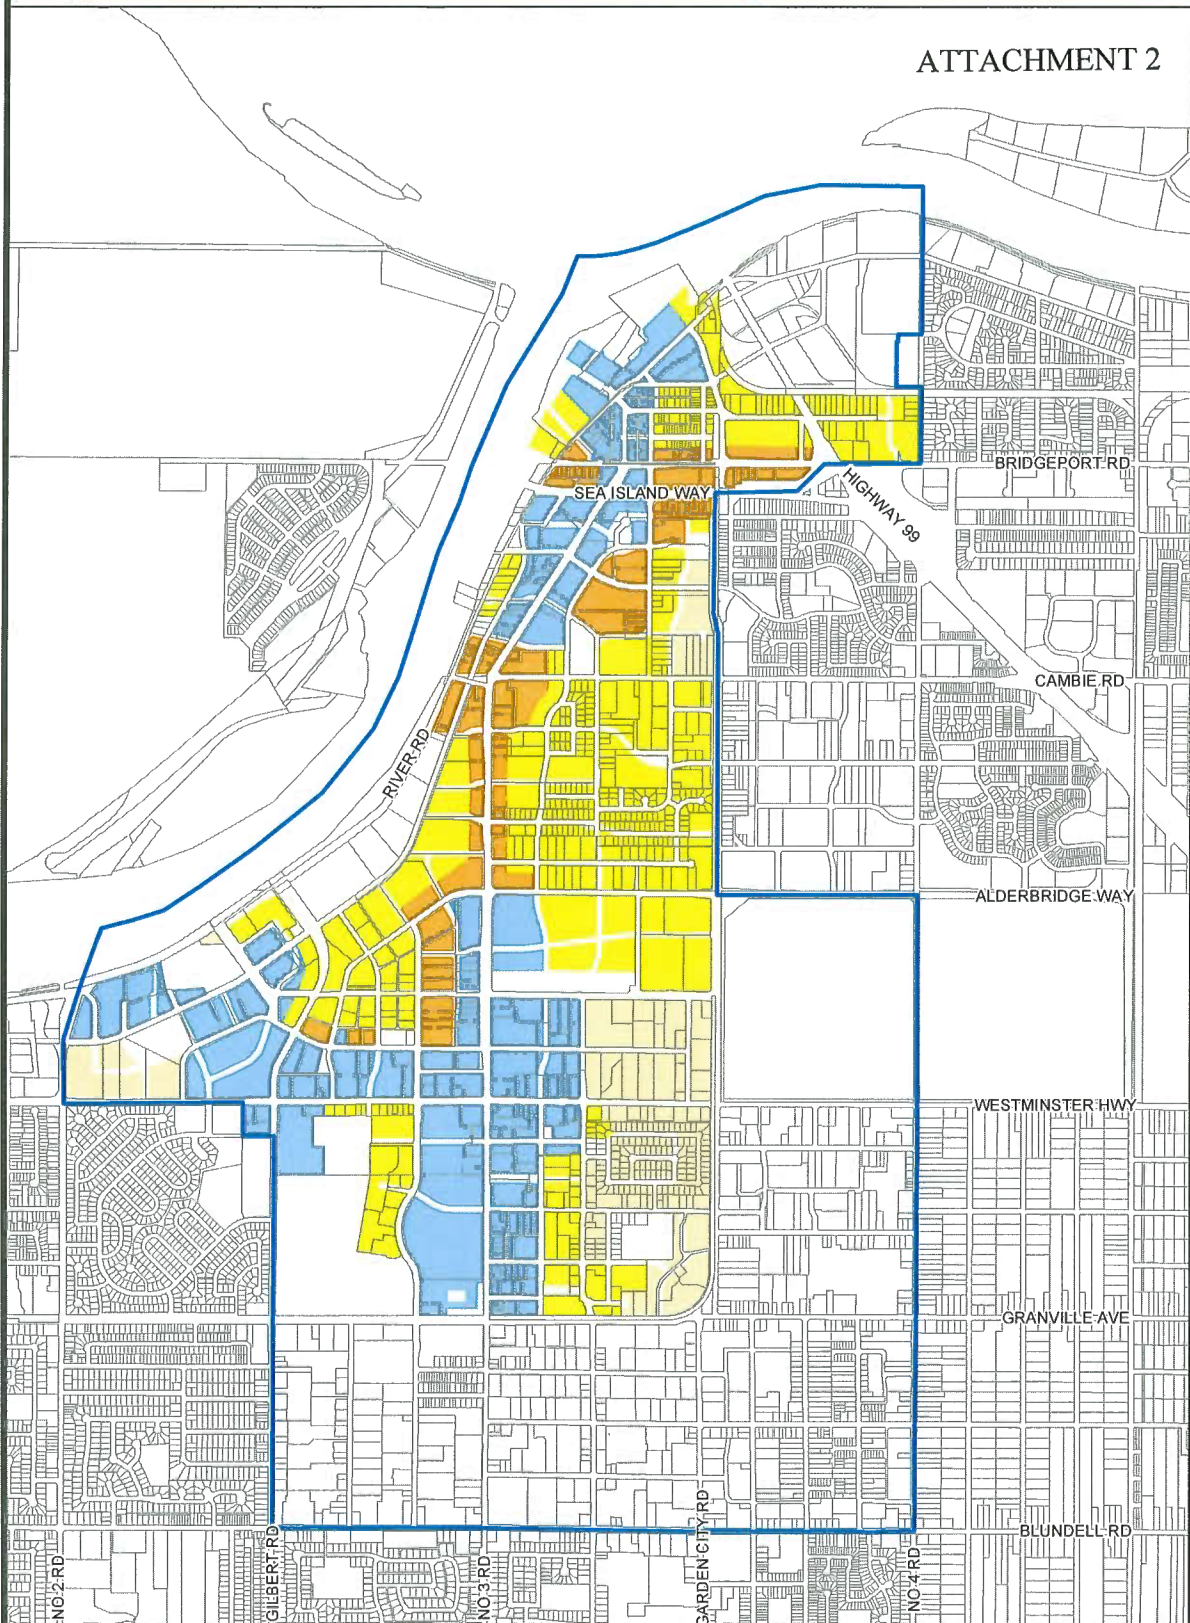 ATTACHMENT 2
BRIDGEPORT RD
SEA ISLAND WAY
HIGHWAY 99
CAMBIE RD
RIVER RD
ALDERBRIDGE WAY
WESTMINSTER HWY
GRANVILLE AVE
BLUNDELL RD
NO 2 RD
GILBERT RD
NO 3 RD
GARDEN CITY RD
NO 4 RD